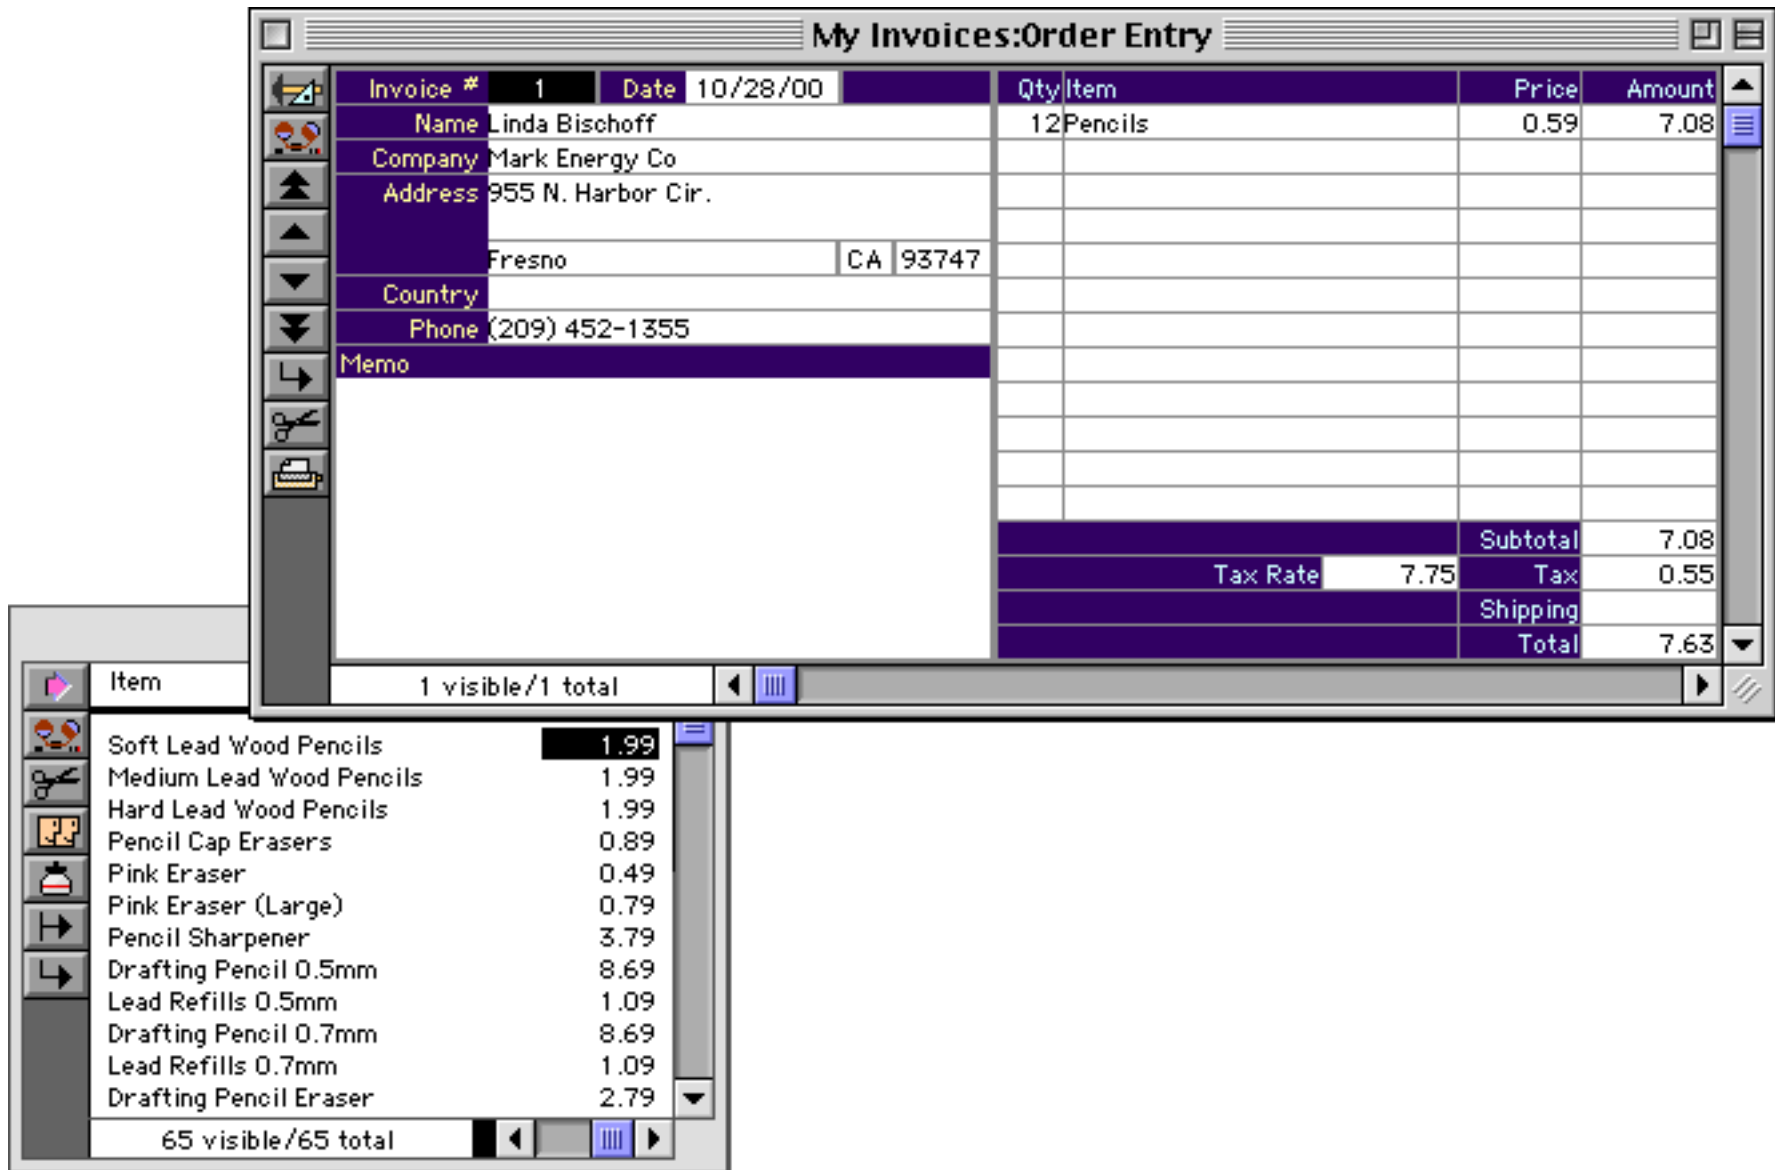 My Invoices:Order Entry
Invoice # 1 Date 10/28/00
Name Linda Bischoff
Company Mark Energy Co
Address 955 N. Harbor Cir.
Fresno CA 93747
Country
Phone (209) 452-1355
Memo
Qty Item Price Amount
12 Pencils 0.59 7.08
Subtotal 7.08
Tax Rate 7.75 Tax 0.55
Shipping
Total 7.63
1 visible/1 total
Item
Soft Lead Wood Pencils 1.99
Medium Lead Wood Pencils 1.99
Hard Lead Wood Pencils 1.99
Pencil Cap Erasers 0.89
Pink Eraser 0.49
Pink Eraser (Large) 0.79
Pencil Sharpener 3.79
Drafting Pencil 0.5mm 8.69
Lead Refills 0.5mm 1.09
Drafting Pencil 0.7mm 8.69
Lead Refills 0.7mm 1.09
Drafting Pencil Eraser 2.79
65 visible/65 total